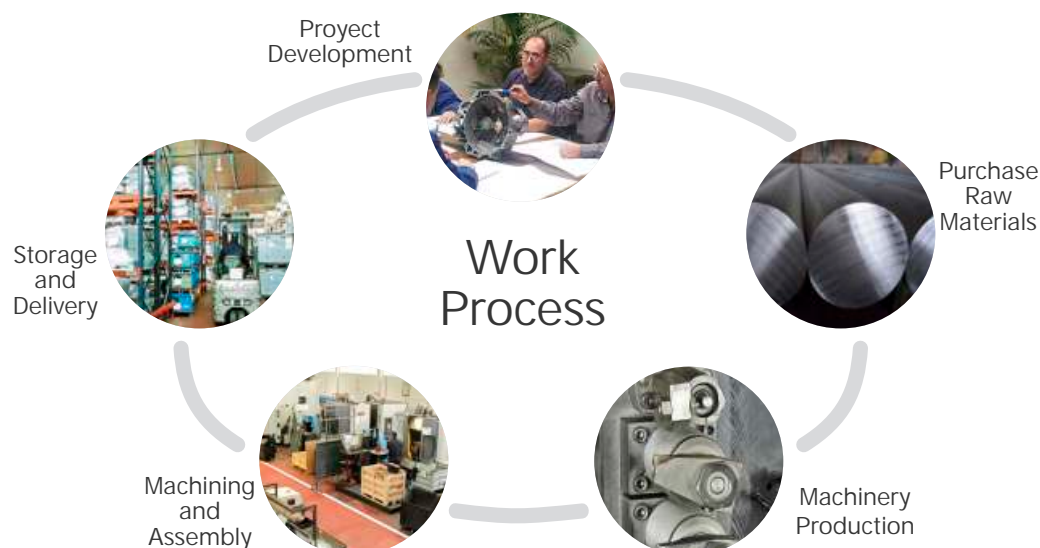 Proyect
Development
Purchase
Raw
Materials
Work
Process
Storage
and
Delivery
Machining
and
Assembly
Machinery
Production